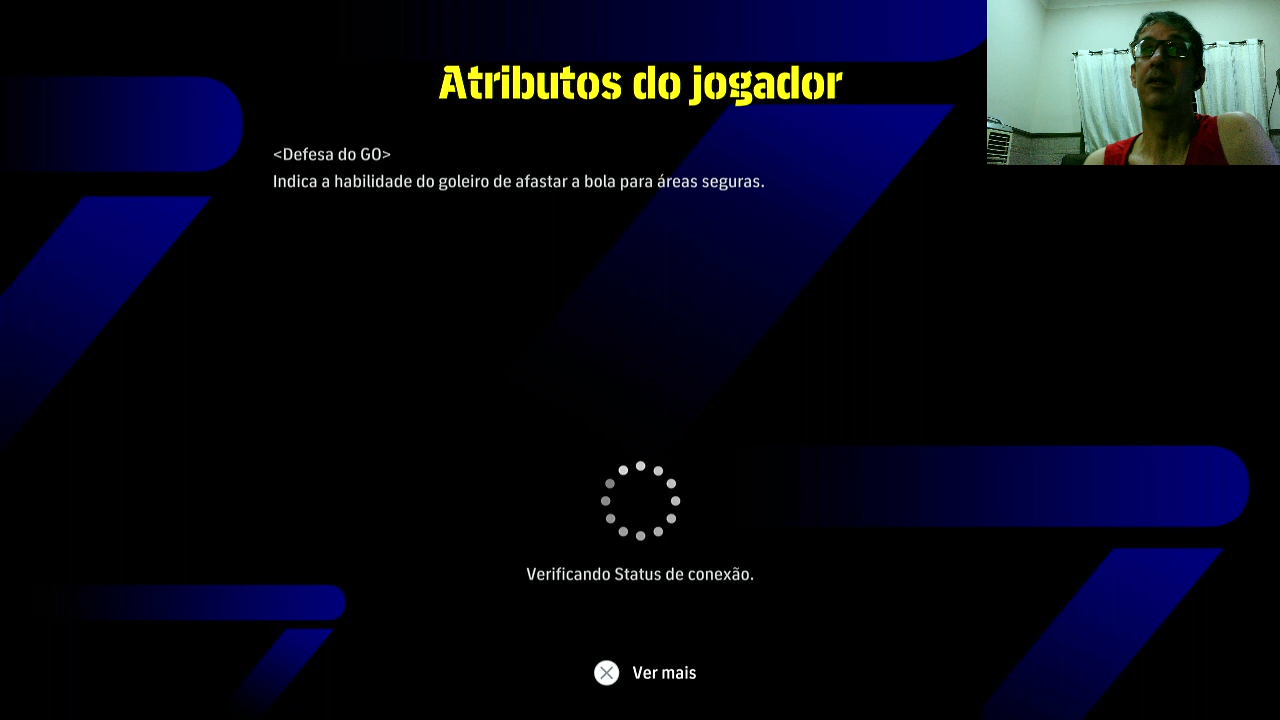 Atributos do jogador
<Defesa do GO>
Indica a habilidade do goleiro de afastar a bola para áreas seguras.
Verificando Status de conexão.
Ver mais